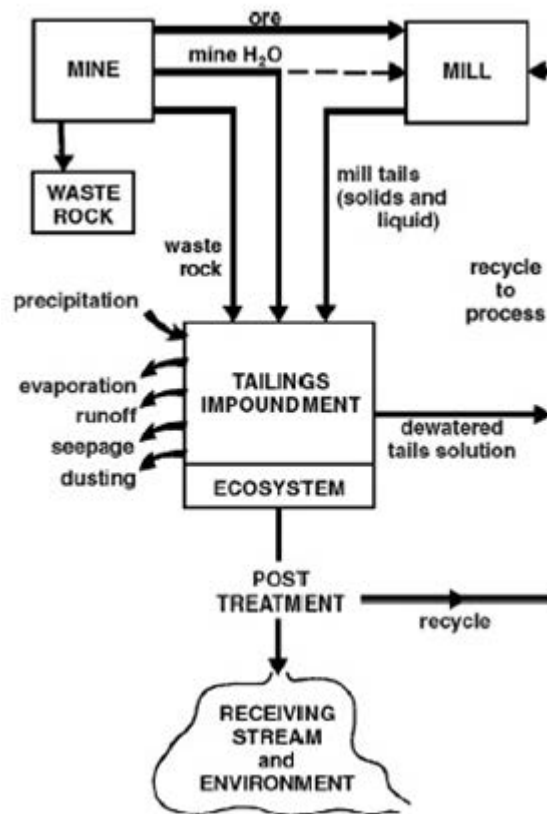 ore
MINE
mine H₂O
MILL
WASTE
ROCK
mill tails
(solids and
liquid)
waste
rock
recycle
to
process
precipitation
evaporation
runoff
seepage
dusting
TAILINGS
IMPOUNDMENT
dewatered
tails solution
ECOSYSTEM
POST
TREATMENT
recycle
RECEIVING
STREAM
and
ENVIRONMENT